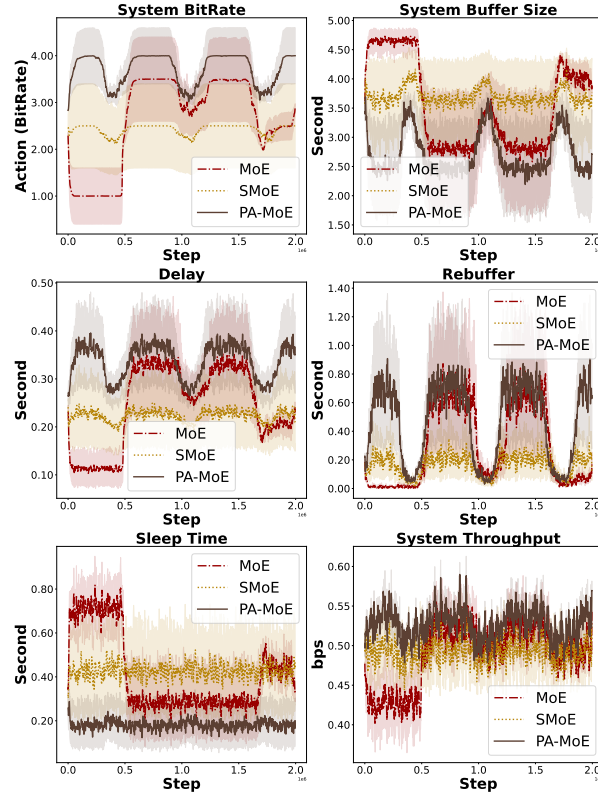 System BitRate
Action (BitRate)
4.00
3.00
2.00
1.00
MoE
SMoE
PA-MoE
0.0
0.5
1.0
1.5
2.0
1e6
Step
System Buffer Size
Second
5.00
4.50
4.00
3.50
3.00
2.50
2.00
1.50
MoE
SMoE
PA-MoE
0.0
0.5
1.0
1.5
2.0
1e6
Step
Delay
Second
0.50
0.40
0.30
0.20
0.10
MoE
SMoE
PA-MoE
0.0
0.5
1.0
1.5
2.0
1e6
Step
Rebuffer
Second
1.40
1.20
1.00
0.80
0.60
0.40
0.20
0.00
MoE
SMoE
PA-MoE
0.0
0.5
1.0
1.5
2.0
1e6
Step
Sleep Time
Second
0.80
0.60
0.40
0.20
MoE
SMoE
PA-MoE
0.0
0.5
1.0
1.5
2.0
1e6
Step
System Throughput
bps
0.60
0.55
0.50
0.45
0.40
MoE
SMoE
PA-MoE
0.0
0.5
1.0
1.5
2.0
1e6
Step